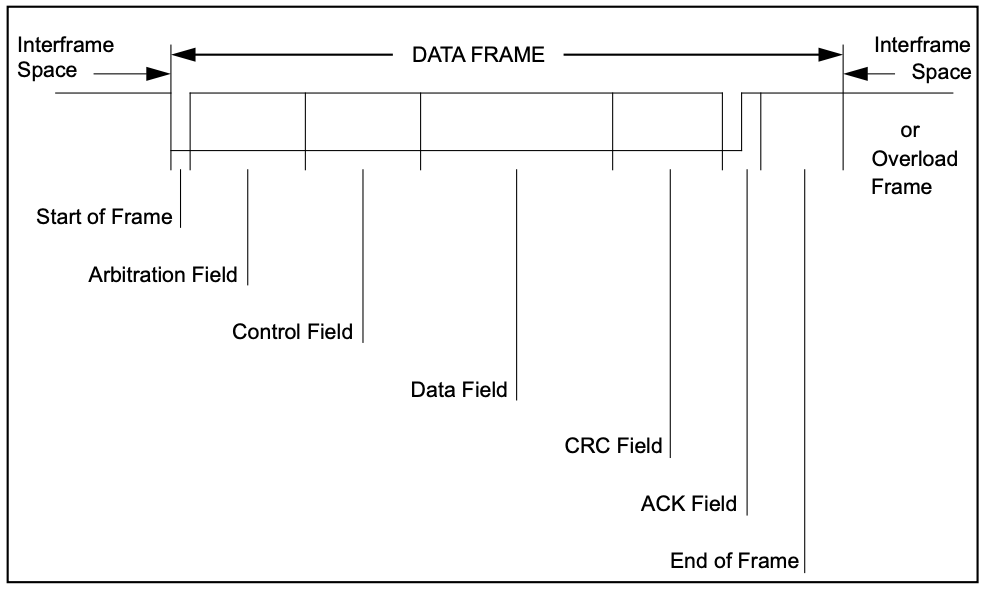 Interframe
Space
DATA FRAME
Interframe
Space
or
Overload
Frame
Start of Frame
Arbitration Field
Control Field
Data Field
CRC Field
ACK Field
End of Frame